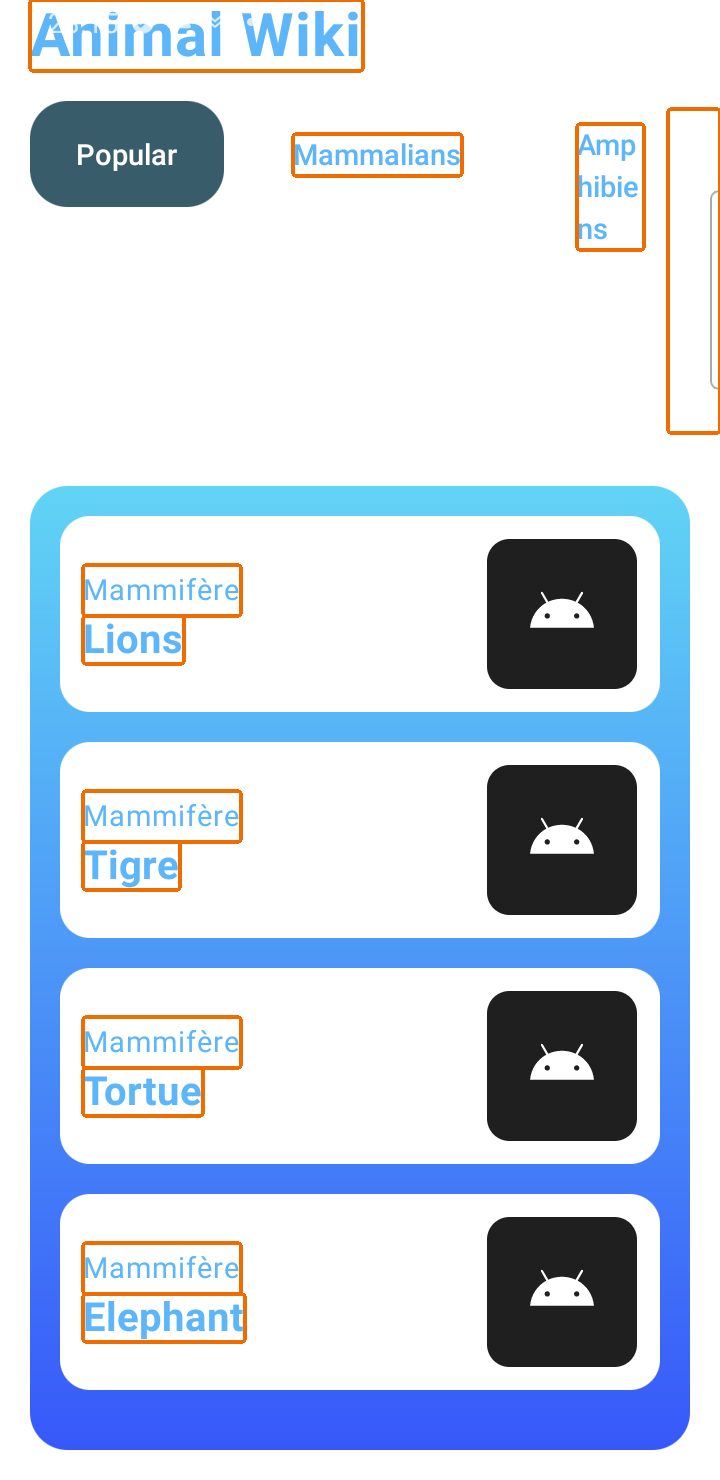 Animal Wiki
Popular
Mammalians
Amp
hibie
ns
Mammifère
Lions
Mammifère
Tigre
Mammifère
Tortue
Mammifère
Elephant